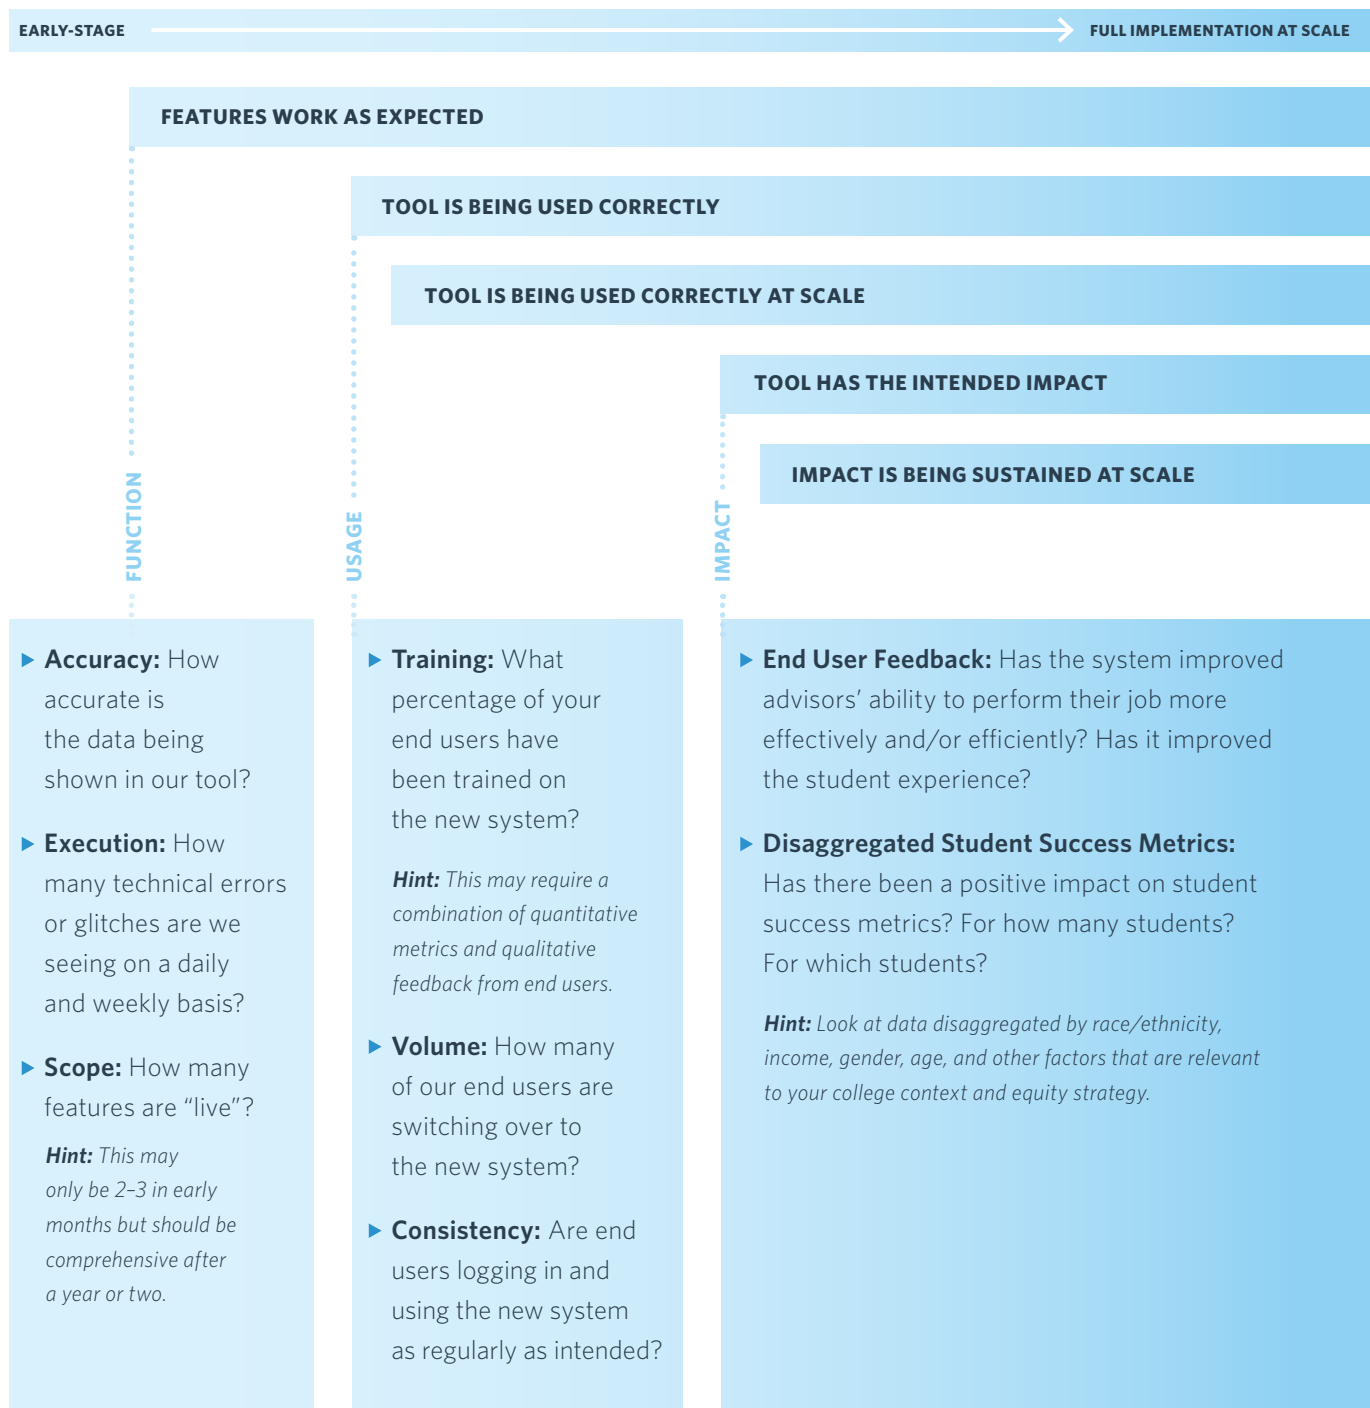 EARLY-STAGE
FULL IMPLEMENTATION AT SCALE
FEATURES WORK AS EXPECTED
TOOL IS BEING USED CORRECTLY
TOOL IS BEING USED CORRECTLY AT SCALE
TOOL HAS THE INTENDED IMPACT
IMPACT IS BEING SUSTAINED AT SCALE
FUNCTION
Accuracy: How
accurate is
the data being
shown in our tool?
Execution: How
many technical errors
or glitches are we
seeing on a daily
and weekly basis?
Scope: How many
features are “live”?
Hint: This may
only be 2–3 in early
months but should be
comprehensive after
a year or two.
USAGE
Training: What
percentage of your
end users have
been trained on
the new system?
Hint: This may require a
combination of quantitative
metrics and qualitative
feedback from end users.
Volume: How many
of our end users are
switching over to
the new system?
Consistency: Are end
users logging in and
using the new system
as regularly as intended?
IMPACT
End User Feedback: Has the system improved
advisors’ ability to perform their job more
effectively and/or efficiently? Has it improved
the student experience?
Disaggregated Student Success Metrics:
Has there been a positive impact on student
success metrics? For how many students?
For which students?
Hint: Look at data disaggregated by race/ethnicity,
income, gender, age, and other factors that are relevant
to your college context and equity strategy.